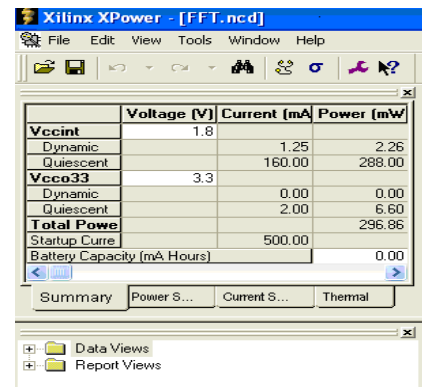 Xilinx XPower - [FFT.ncd]
File Edit View Tools Window Help
Voltage (V) Current (mA Power (mW
Vccint 1.8
Dynamic 1.25 2.26
Quiescent 160.00 288.00
Vcco33 3.3
Dynamic 0.00 0.00
Quiescent 2.00 6.60
Total Powe 296.86
Startup Curre 500.00
Battery Capacity (mA Hours) 0.00
Summary Power S... Current S... Thermal
Data Views
Report Views